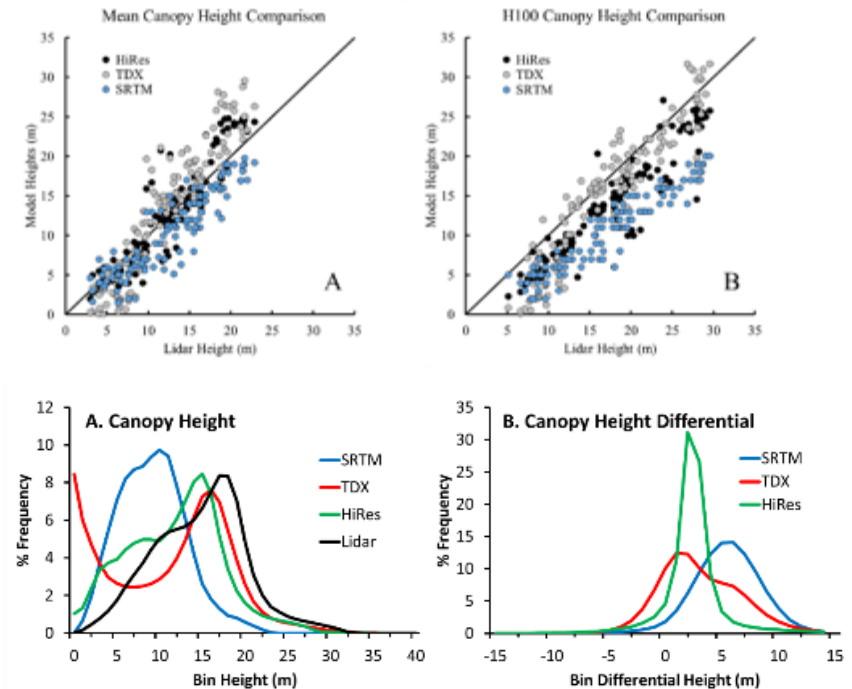 Mean Canopy Height Comparison
35
30
25
20
15
10
5
0
Model Heights (m)
HiRes
TDX
SRTM
A
0 5 10 15 20 25 30 35
Lidar Height (m)
H100 Canopy Height Comparison
35
30
25
20
15
10
5
0
Model Heights (m)
HiRes
TDX
SRTM
B
0 5 10 15 20 25 30 35
Lidar Height (m)
A. Canopy Height
12
10
8
6
4
2
0
% Frequency
SRTM
TDX
HiRes
Lidar
0 5 10 15 20 25 30 35 40
Bin Height (m)
B. Canopy Height Differential
35
30
25
20
15
10
5
0
% Frequency
SRTM
TDX
HiRes
-15 -10 -5 0 5 10 15
Bin Differential Height (m)